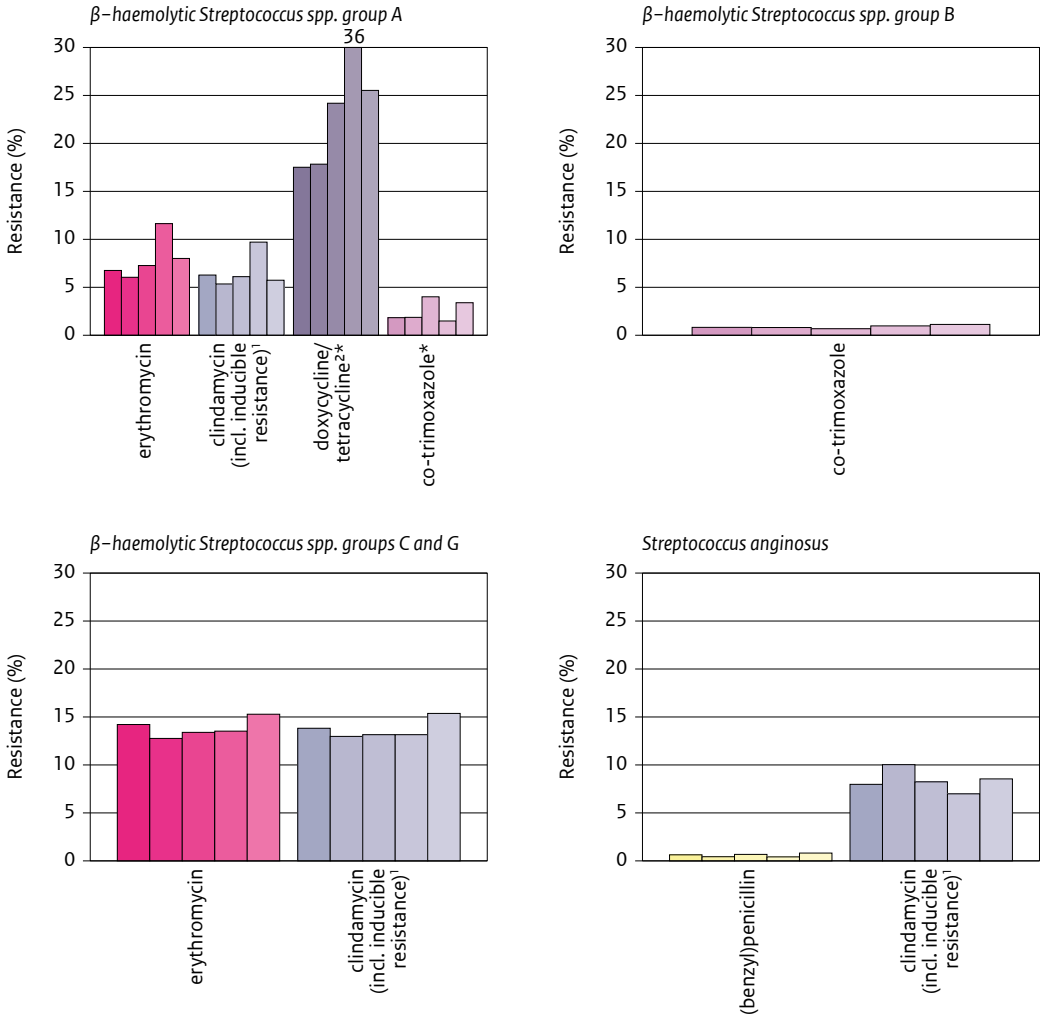 β–haemolytic Streptococcus spp. group A
36
30
25
20
15
10
5
0
Resistance (%)
erythromycin
clindamycin
(incl. inducible
resistance)¹
doxycycline/
tetracycline²*
co-trimoxazole*
β–haemolytic Streptococcus spp. group B
30
25
20
15
10
5
0
Resistance (%)
co-trimoxazole
β–haemolytic Streptococcus spp. groups C and G
30
25
20
15
10
5
0
Resistance (%)
erythromycin
clindamycin
(incl. inducible
resistance)¹
Streptococcus anginosus
30
25
20
15
10
5
0
Resistance (%)
(benzyl)penicillin
clindamycin
(incl. inducible
resistance)¹